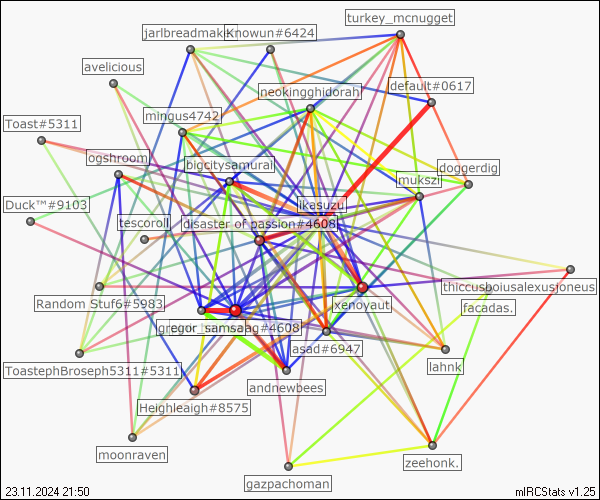 turkey_mcnugget
jarlbreadmak
Knowun#6424
avelicious
default#0617
neokingghidorah
mingus4742
Toast#5311
ogshroom
bigcitysamurai
doggerdig
mukszi
Duck™#9103
ikasuzu
tescoroll
disaster of passion#4608
thiccusboiusalexusjoneus
Random Stuf6#5983
xenoyaut
facadas.
gregor_samsa
#4608
asad#6947
lahnk
ToastephBroseph5311#5311
andnewbees
Heighleaigh#8575
moonraven
zeehonk.
gazpachoman
23.11.2024 21:50
mIRCStats v1.25